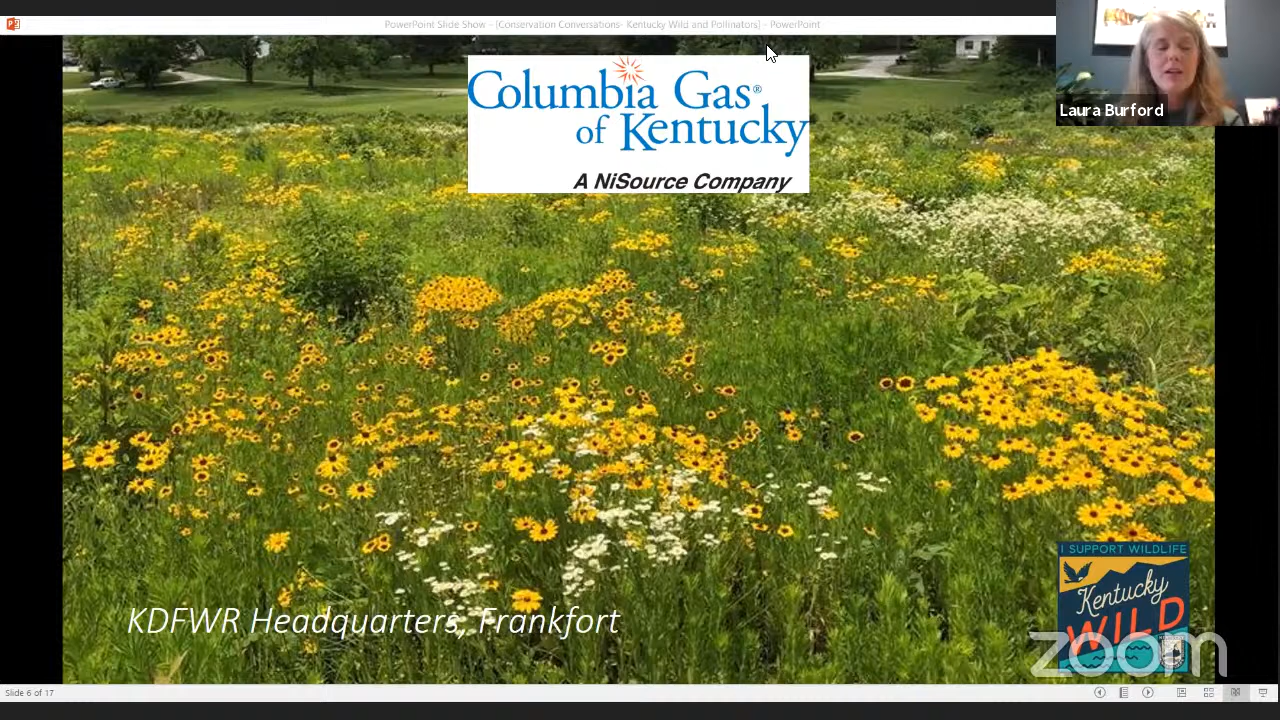 PowerPoint Slide Show - [Conservation Conversations- Kentucky Wild and Pollinators] - PowerPoint
Laura Burford
Columbia Gas®
of Kentucky
A NiSource Company
KDFWR Headquarters, Frankfort
I SUPPORT WILDLIFE
Kentucky
WILD
zoom
Slide 6 of 17